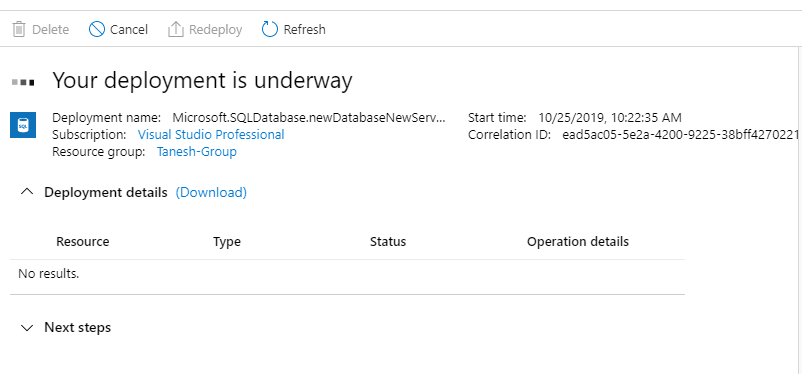 Delete Cancel Redeploy Refresh
Your deployment is underway
SQL
Deployment name: Microsoft.SQLDatabase.newDatabaseNewServ... Start time: 10/25/2019, 10:22:35 AM
Subscription: Visual Studio Professional Correlation ID: ead5ac05-5e2a-4200-9225-38bff4270221
Resource group: Tanesh-Group
Deployment details (Download)
Resource Type Status Operation details
No results.
Next steps